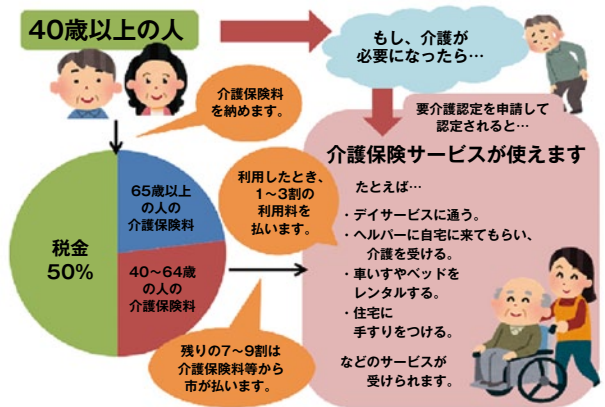 40歳以上の人
もし、介護が
必要になったら…
介護保険料
を納めます。
要介護認定を申請して
認定されると…
介護保険サービスが使えます
65歳以上
の人の
介護保険料
税金
50%
40～64歳
の人の
介護保険料
利用したとき、
1～3割の
利用料を
払います。
たとえば…
・デイサービスに通う。
・ヘルパーに自宅に来てもらい、
介護を受ける。
・車いすやベッドを
レンタルする。
・住宅に
手すりをつける。
などのサービスが
受けられます。
残りの7～9割は
介護保険料等から
市が払います。